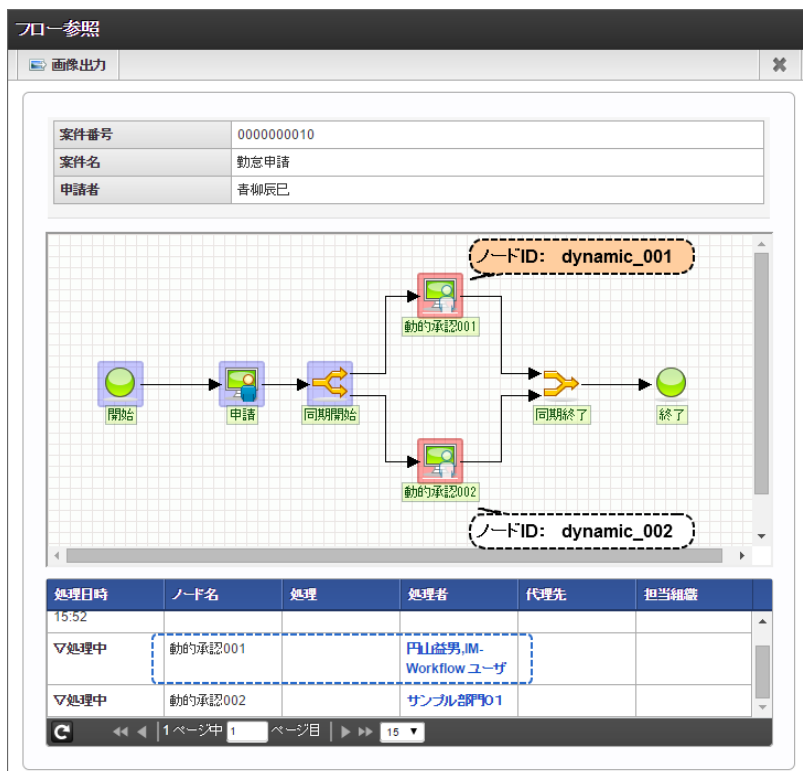 フロー参照
画像出力
案件番号 0000000010
案件名 勤怠申請
申請者 青柳辰巳
ノードID: dynamic_001
動的承認001
開始 申請 同期開始 同期終了 終了
動的承認002
ノードID: dynamic_002
処理日時 ノード名 処理 処理者 代理先 担当組織
15:52
▽処理中 動的承認001 円山益男,IM-
Workflow ユーザ
▽処理中 動的承認002 サンプル部門01
1 ページ中 1 ページ目 15